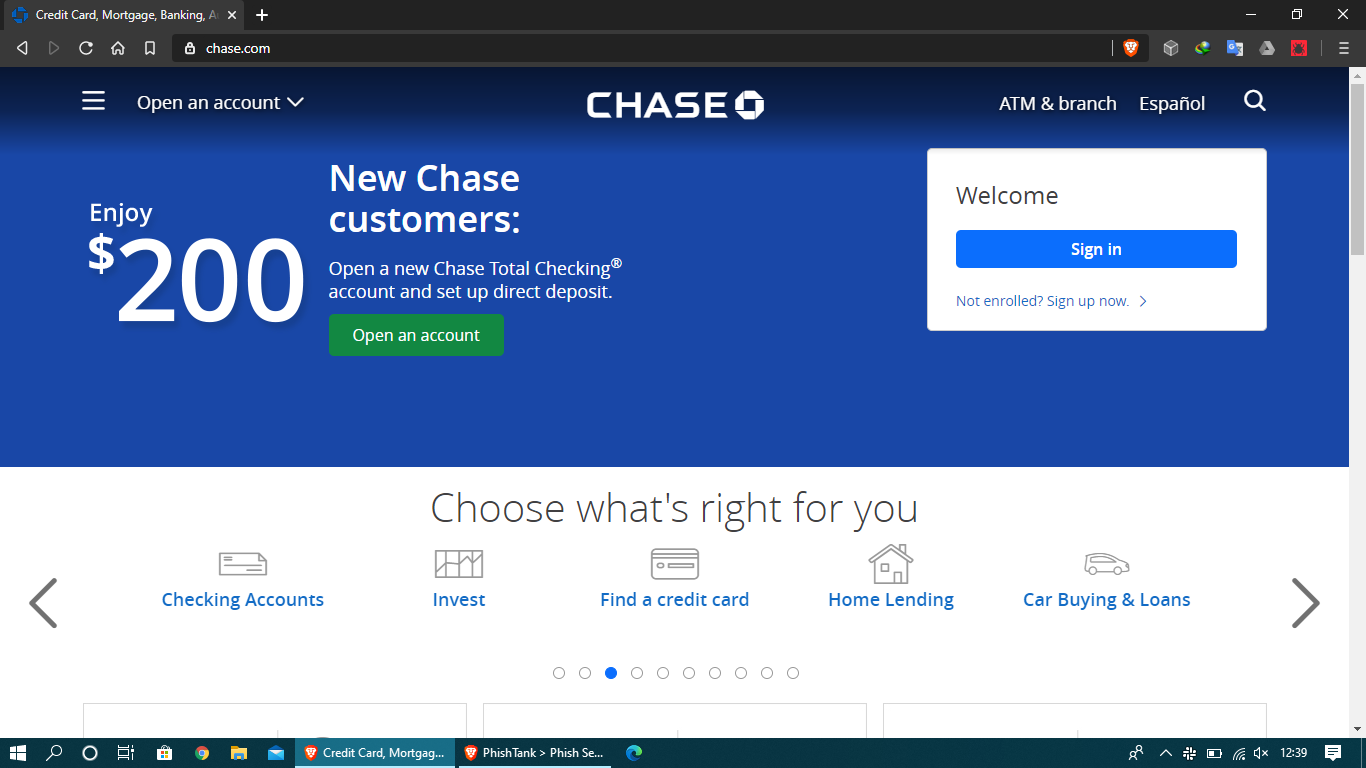 Credit Card, Mortgage, Banking, A
chase.com
Open an account
CHASE
ATM & branch
Español
Enjoy
$200
New Chase
customers:
Open a new Chase Total Checking®
account and set up direct deposit.
Open an account
Welcome
Sign in
Not enrolled? Sign up now.
Choose what's right for you
Checking Accounts
Invest
Find a credit card
Home Lending
Car Buying & Loans
Credit Card, Mortgag...
PhishTank > Phish Se...
12:39